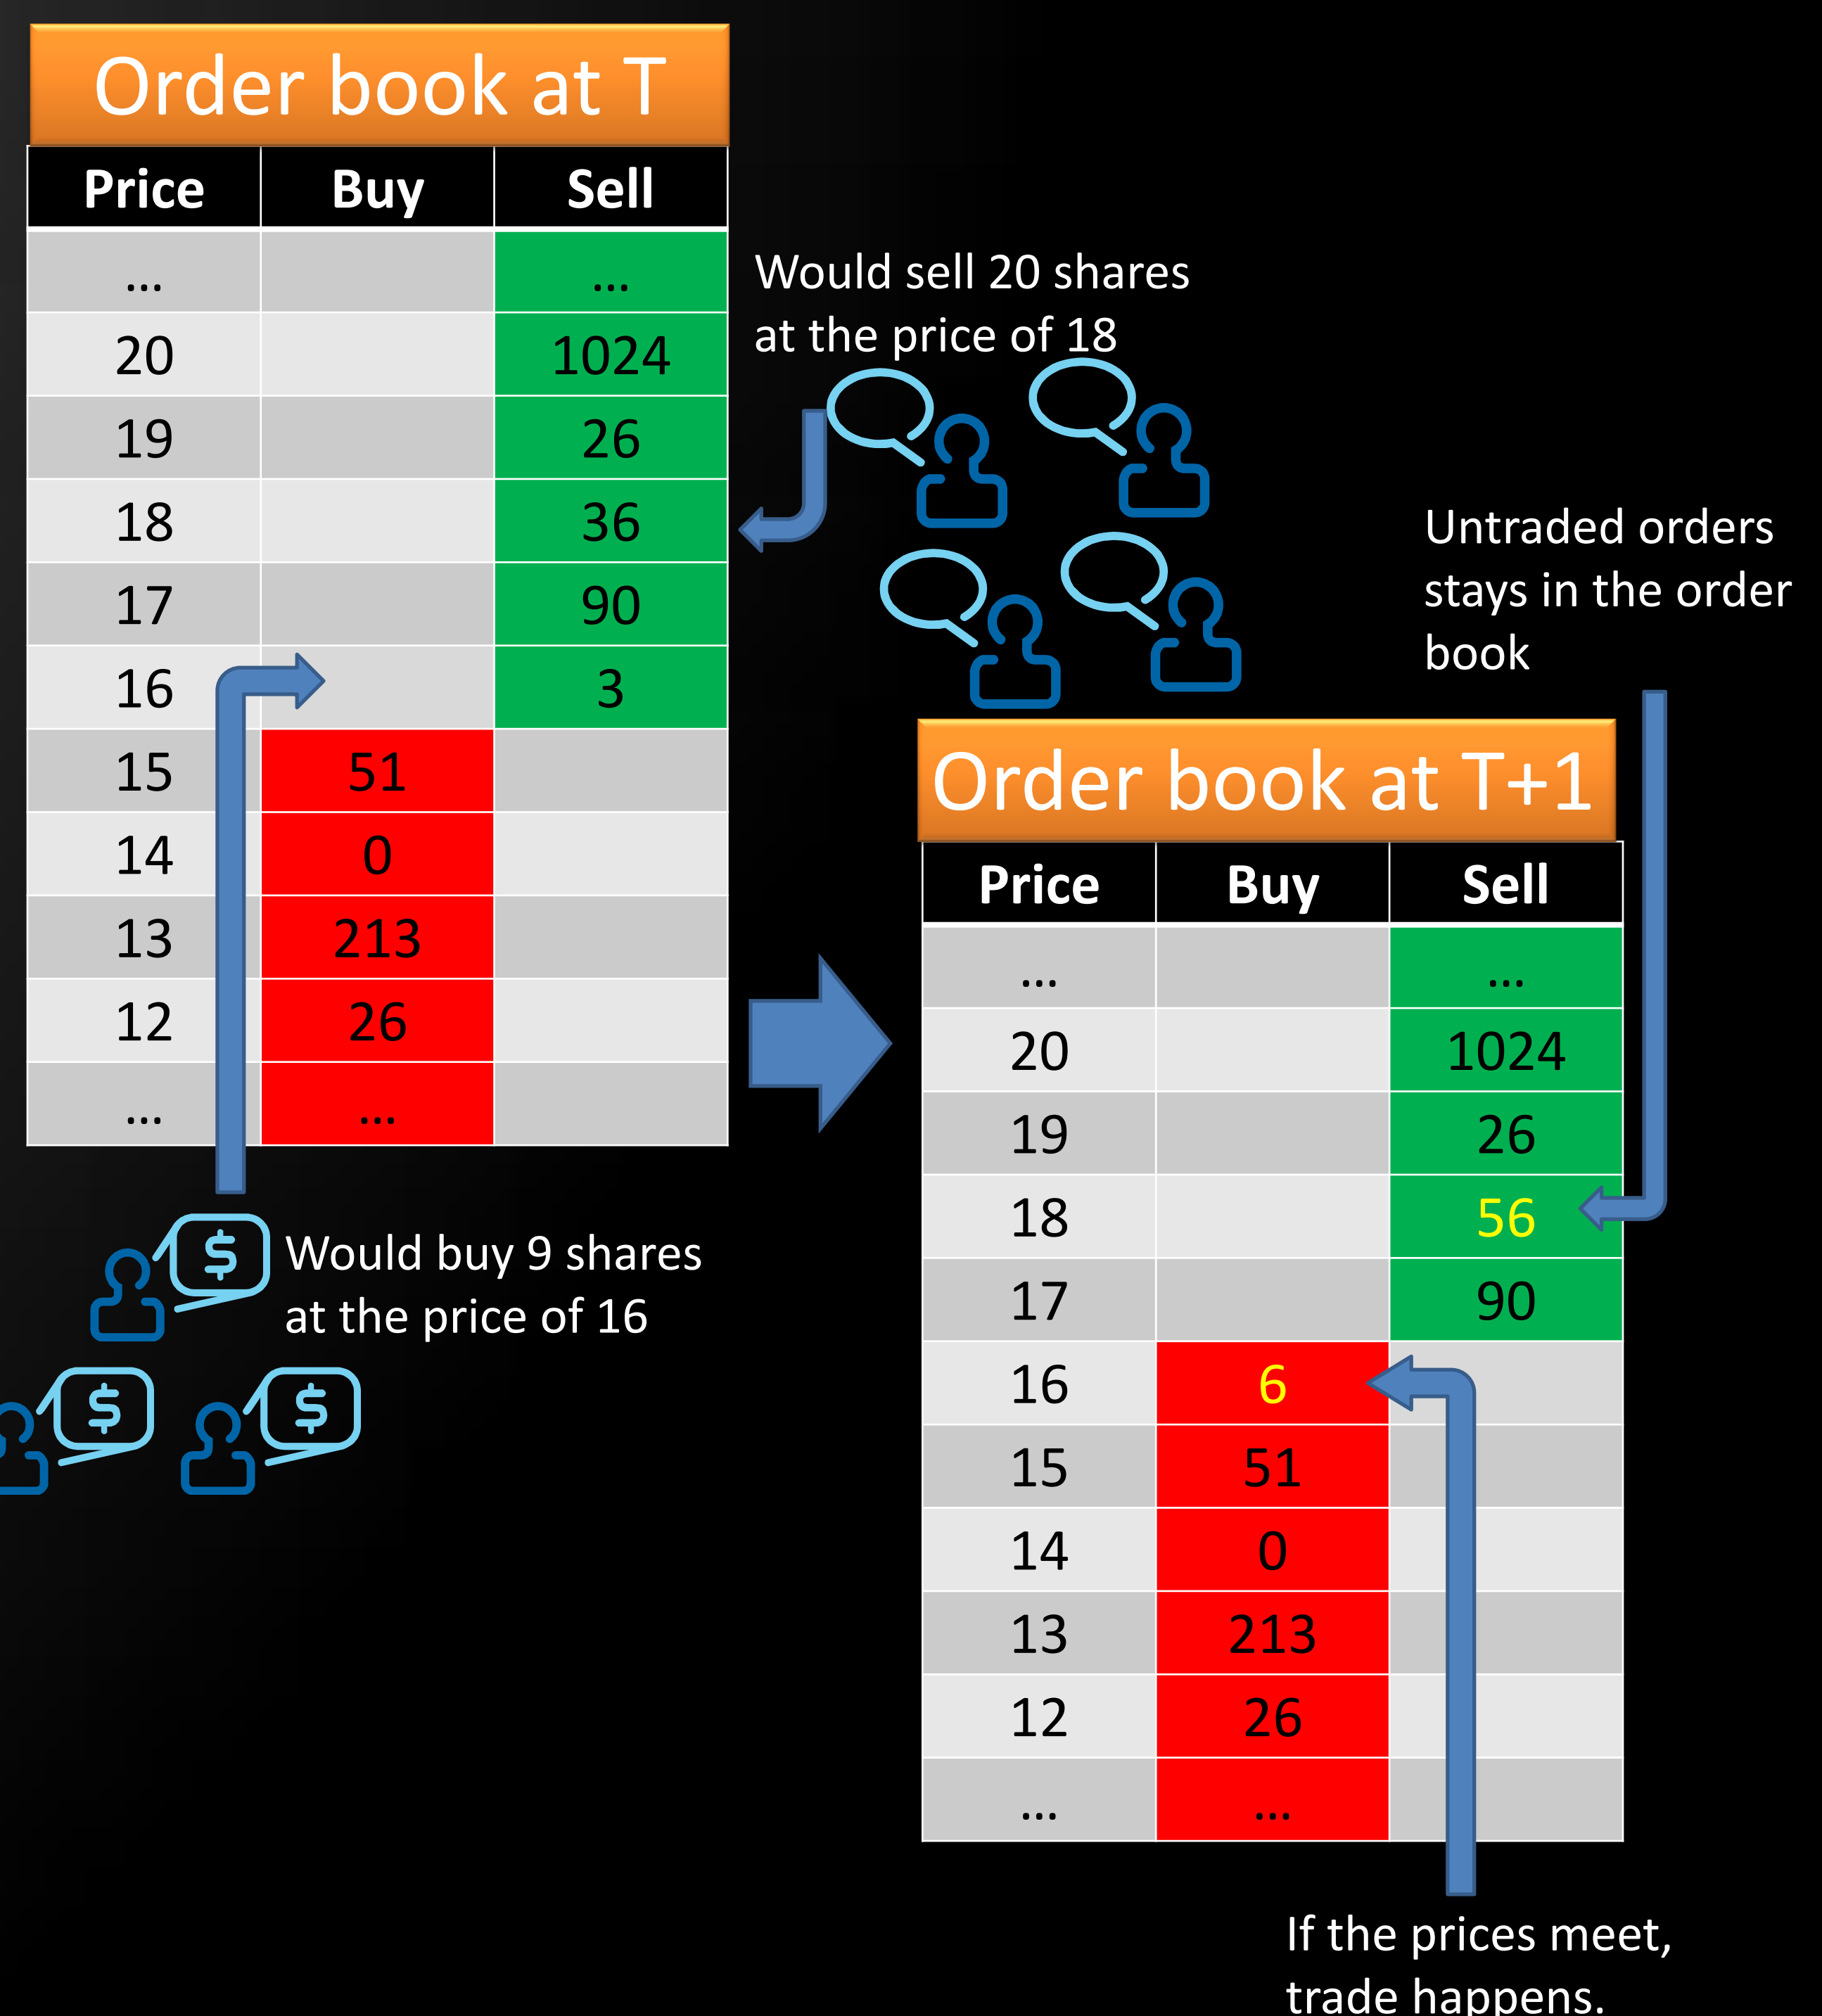 Order book at T
Price Buy Sell
... ...
20 1024
19 26
18 36
17 90
16 3
15 51
14 0
13 213
12 26
... ...
Would sell 20 shares
at the price of 18
Untraded orders
stays in the order
book
$ Would buy 9 shares
at the price of 16
$ $
Order book at T+1
Price Buy Sell
... ...
20 1024
19 26
18 56
17 90
16 6
15 51
14 0
13 213
12 26
... ...
If the prices meet,
trade happens.